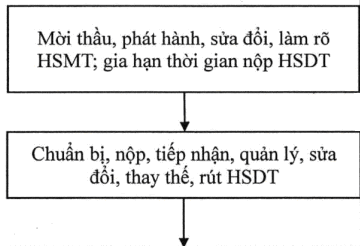 Mời thầu, phát hành, sửa đổi, làm rõ
HSMT; gia hạn thời gian nộp HSDT
Chuẩn bị, nộp, tiếp nhận, quản lý, sửa
đổi, thay thế, rút HSDT